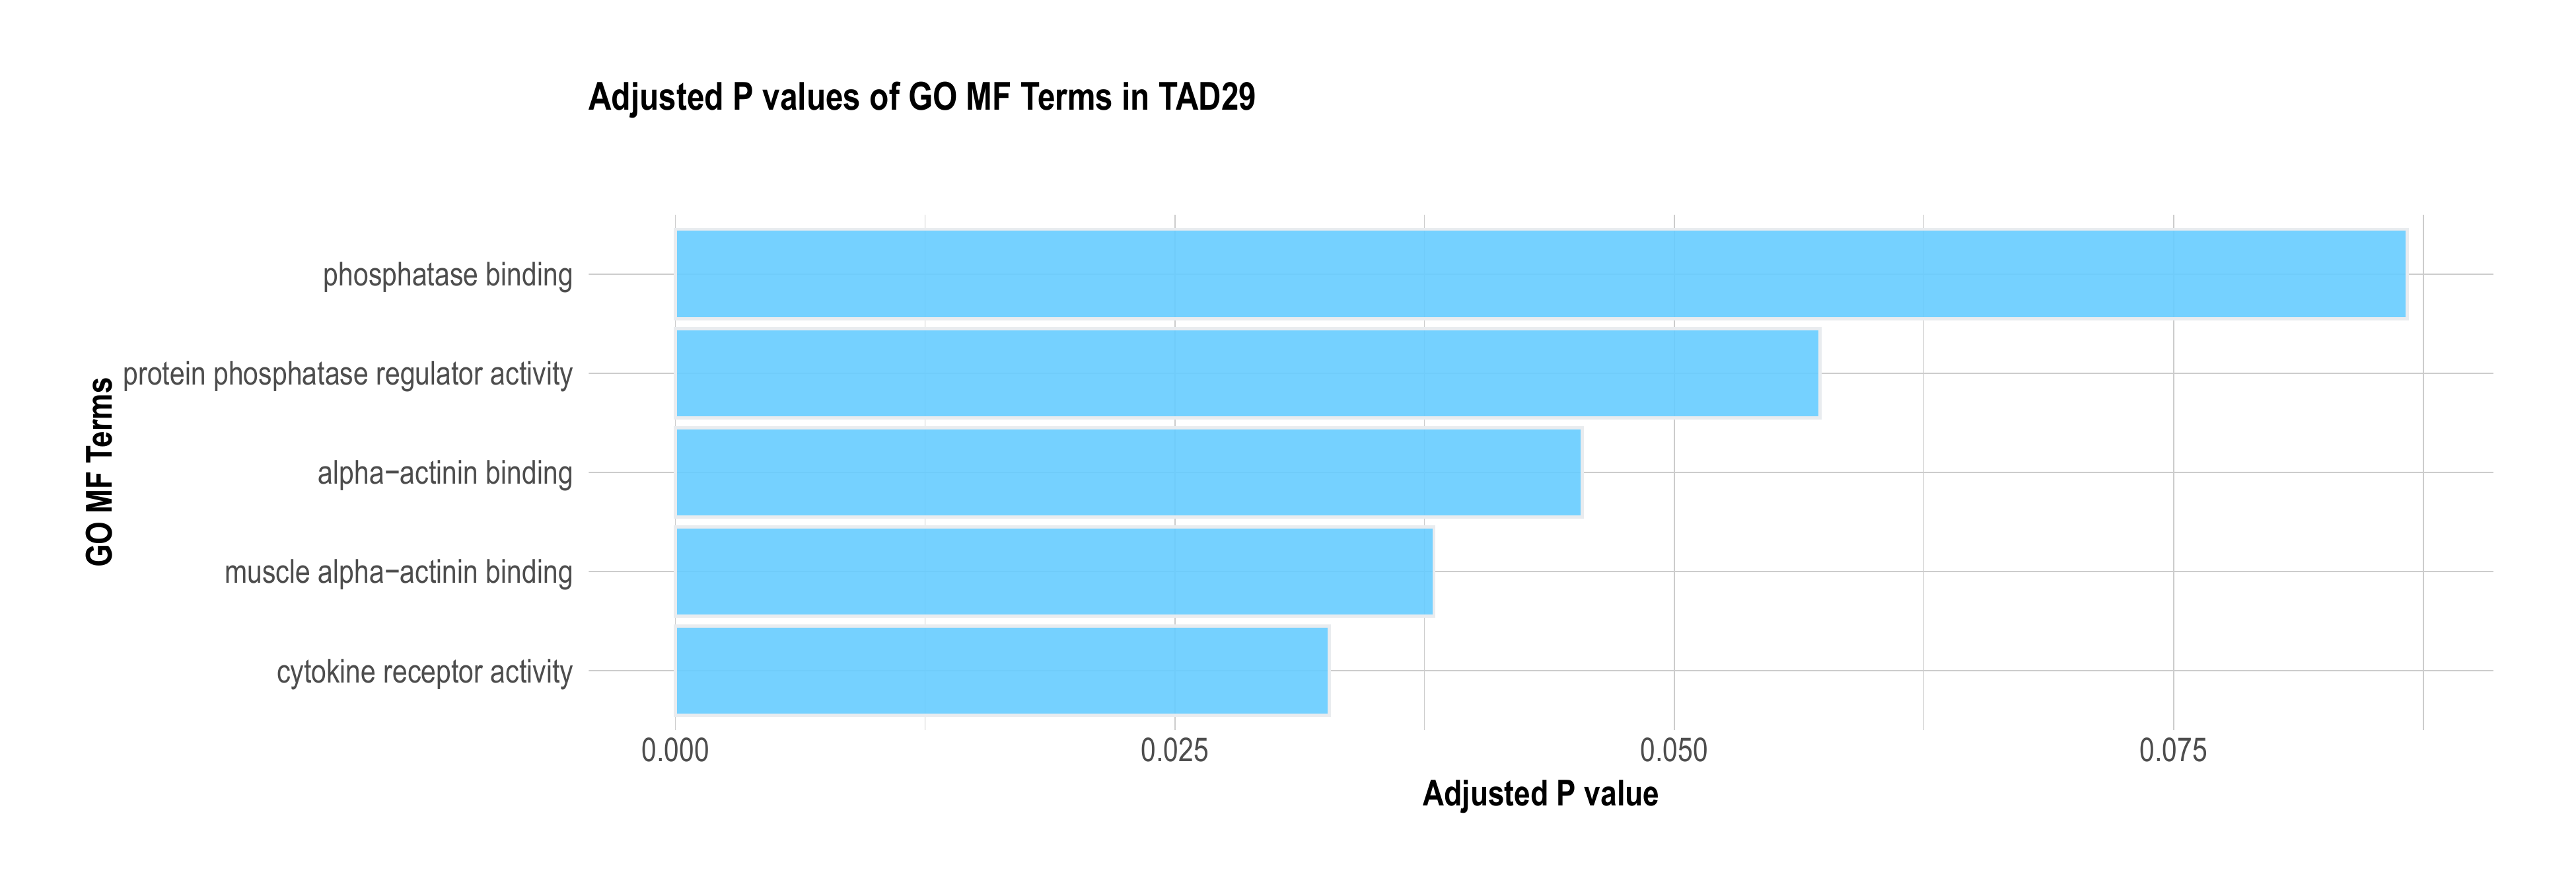 Adjusted P values of GO MF Terms in TAD29
GO MF Terms
phosphatase binding
protein phosphatase regulator activity
alpha−actinin binding
muscle alpha−actinin binding
cytokine receptor activity
0.000 0.025 0.050 0.075
Adjusted P value